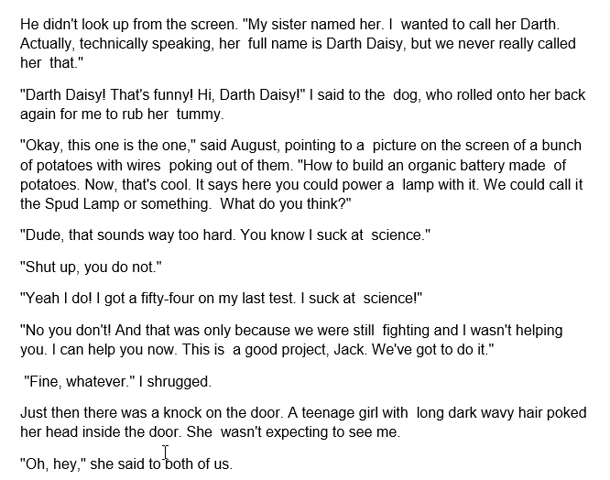 He didn't look up from the screen. "My sister named her. I  wanted to call her Darth.
Actually, technically speaking, her  full name is Darth Daisy, but we never really called
her  that."
"Darth Daisy! That's funny! Hi, Darth Daisy!" I said to the  dog, who rolled onto her back
again for me to rub her  tummy.
"Okay, this one is the one," said August, pointing to a  picture on the screen of a bunch
of potatoes with wires  poking out of them. "How to build an organic battery made  of
potatoes. Now, that's cool. It says here you could power a  lamp with it. We could call it
the Spud Lamp or something.  What do you think?"
"Dude, that sounds way too hard. You know I suck at  science."
"Shut up, you do not."
"Yeah I do! I got a fifty-four on my last test. I suck at  science!"
"No you don't! And that was only because we were still  fighting and I wasn't helping
you. I can help you now. This is  a good project, Jack. We've got to do it."
"Fine, whatever." I shrugged.
Just then there was a knock on the door. A teenage girl with  long dark wavy hair poked
her head inside the door. She  wasn't expecting to see me.
"Oh, hey," she said to both of us.